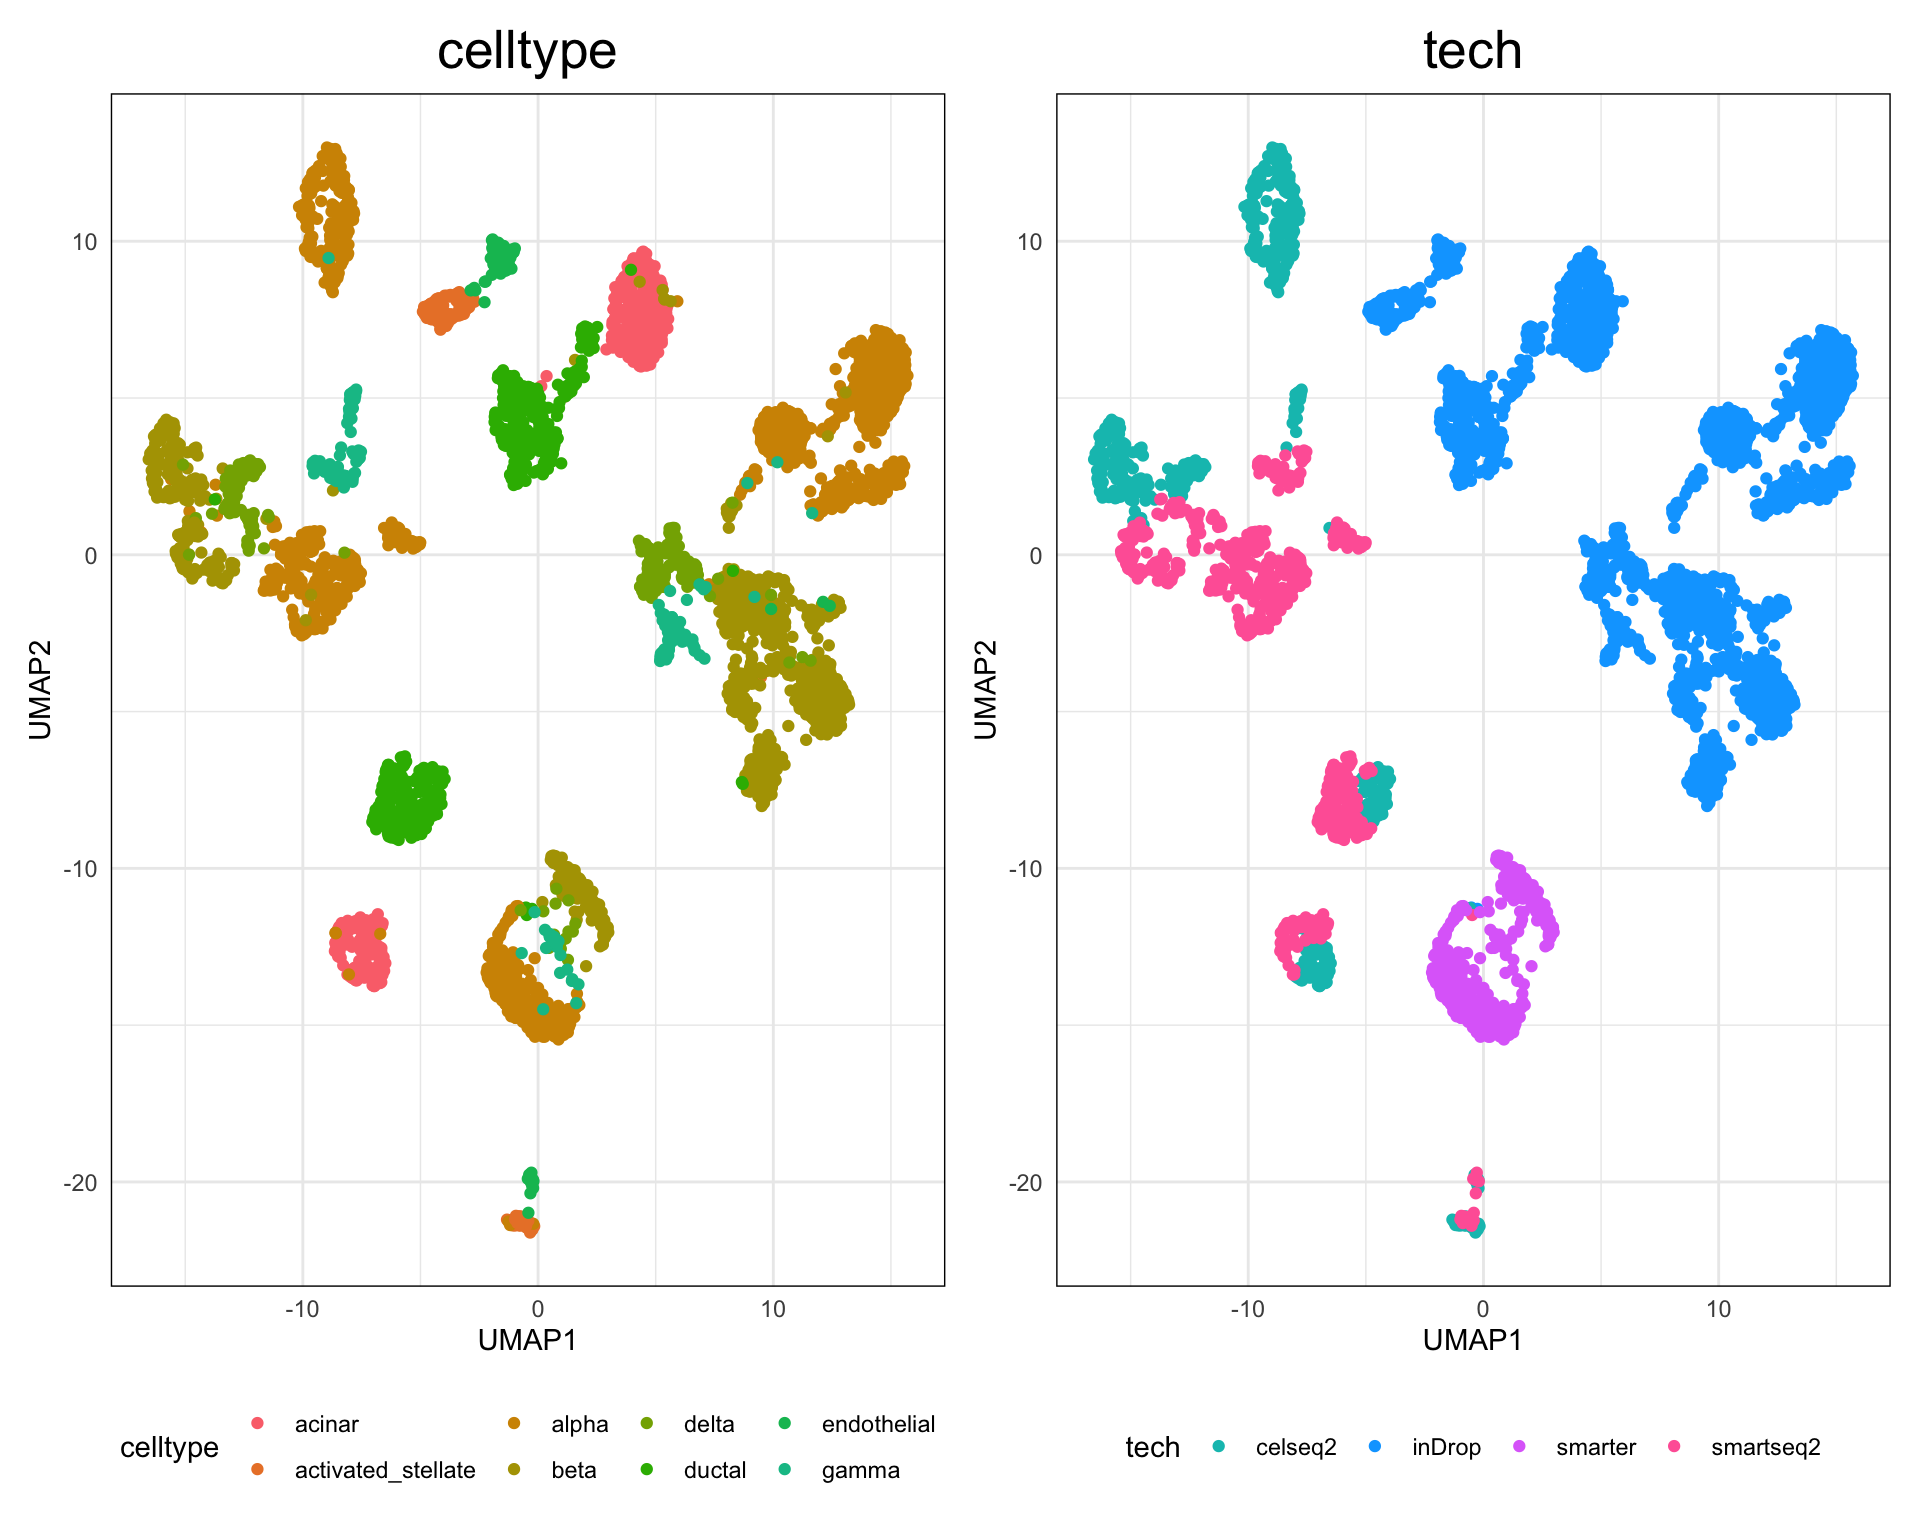 celltype
tech
10
0
-10
-20
UMAP2
-10 0 10
UMAP1
10
0
-10
-20
UMAP2
-10 0 10
UMAP1
celltype
acinar alpha delta endothelial
activated_stellate beta ductal gamma
tech celseq2 inDrop smarter smartseq2